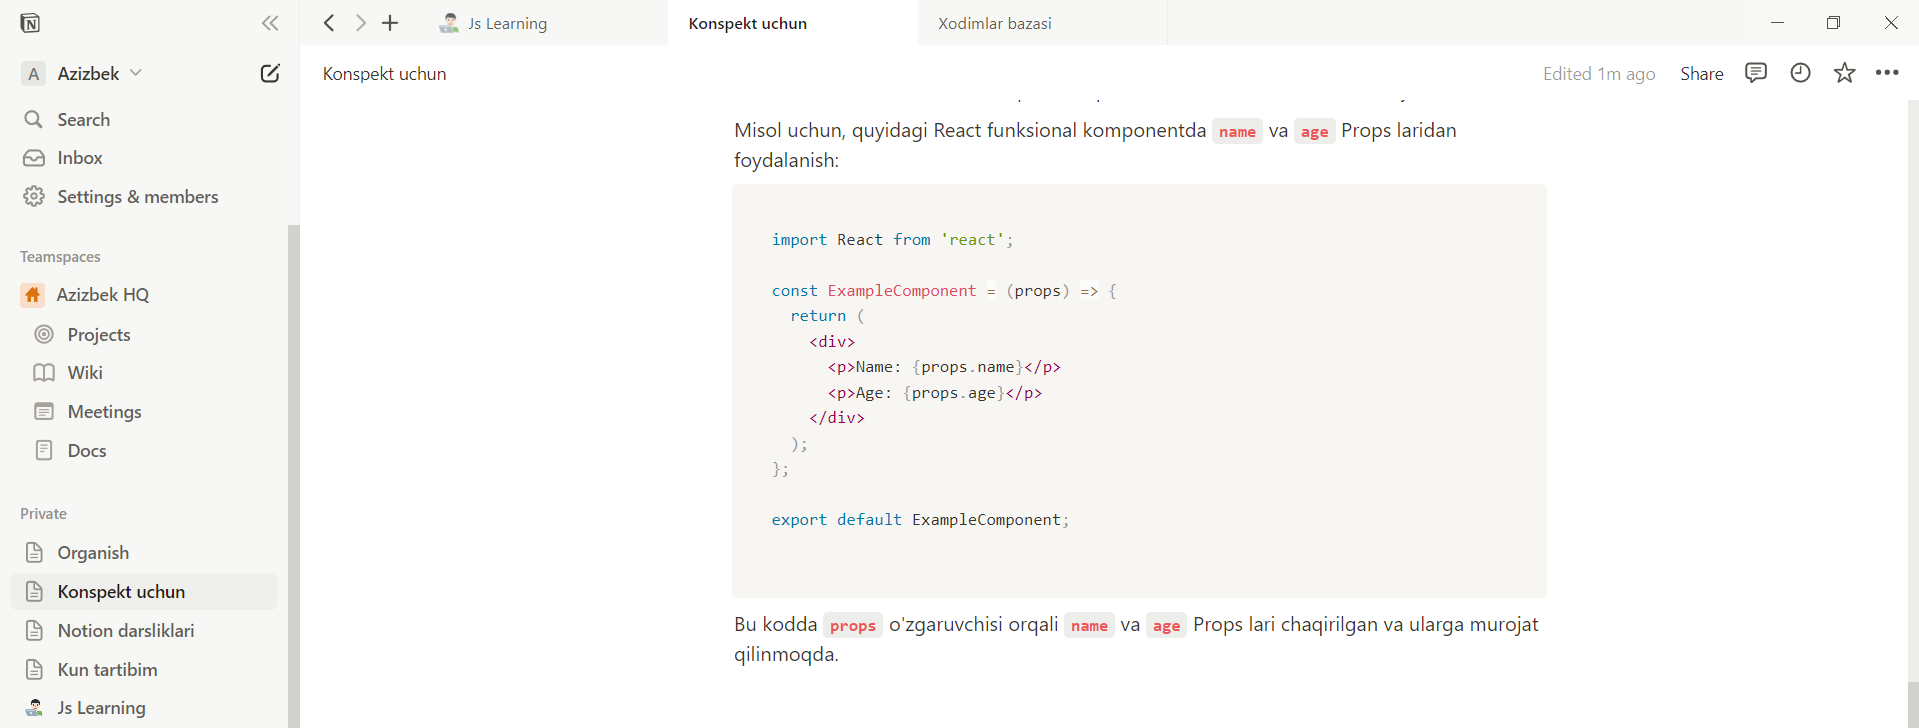 Js Learning
Konspekt uchun
Xodimlar bazasi
A Azizbek
Konspekt uchun
Edited 1m ago
Share
Search
Inbox
Settings & members
Teamspaces
Azizbek HQ
Projects
Wiki
Meetings
Docs
Private
Organish
Konspekt uchun
Notion darsliklari
Kun tartibim
Js Learning
Misol uchun, quyidagi React funksional komponentda name va age Props laridan
foydalanish:
import React from 'react';
const ExampleComponent = (props) => {
return (
<div>
<p>Name: {props.name}</p>
<p>Age: {props.age}</p>
</div>
);
};
export default ExampleComponent;
Bu kodda props o'zgaruvchisi orqali name va age Props lari chaqirilgan va ularga murojat
qilinmoqda.